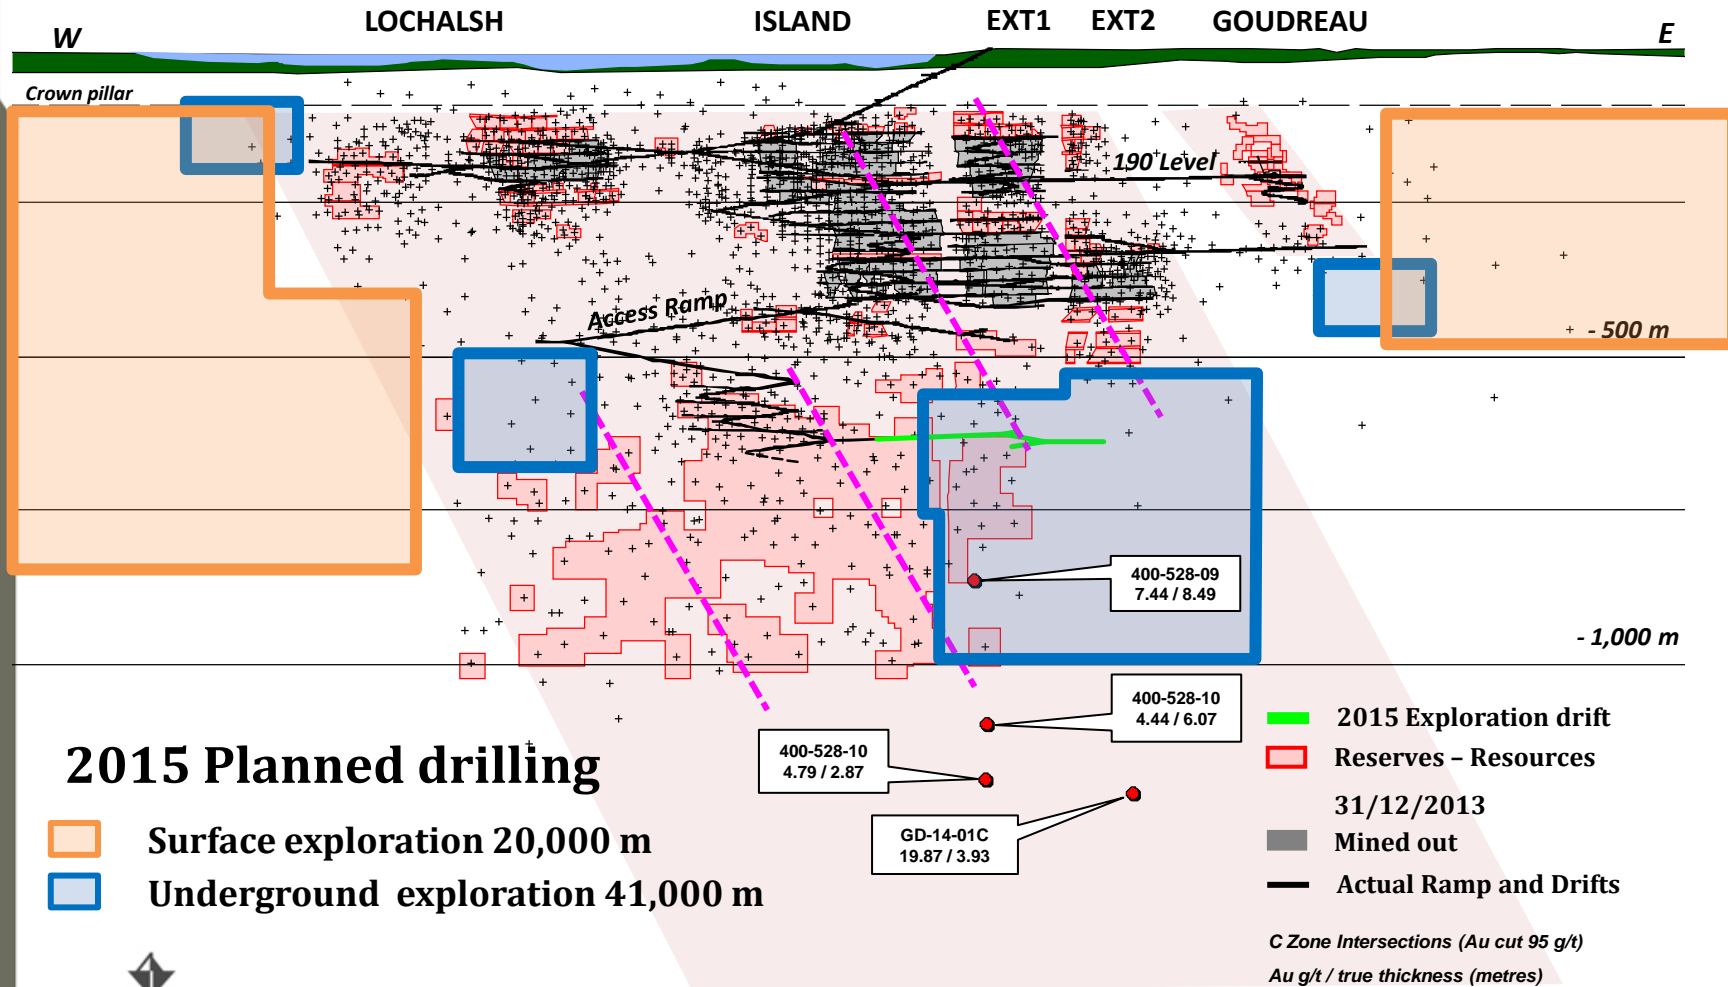 LOCHALSH ISLAND EXT1 EXT2 GOUDREAU
W E
Crown pillar
190 Level
Access Ramp
- 500 m
400-528-09
7.44 / 8.49
- 1,000 m
400-528-10
4.44 / 6.07
400-528-10
4.79 / 2.87
GD-14-01C
19.87 / 3.93
2015 Planned drilling
Surface exploration 20,000 m
Underground exploration 41,000 m
2015 Exploration drift
Reserves – Resources
31/12/2013
Mined out
Actual Ramp and Drifts
C Zone Intersections (Au cut 95 g/t)
Au g/t / true thickness (metres)